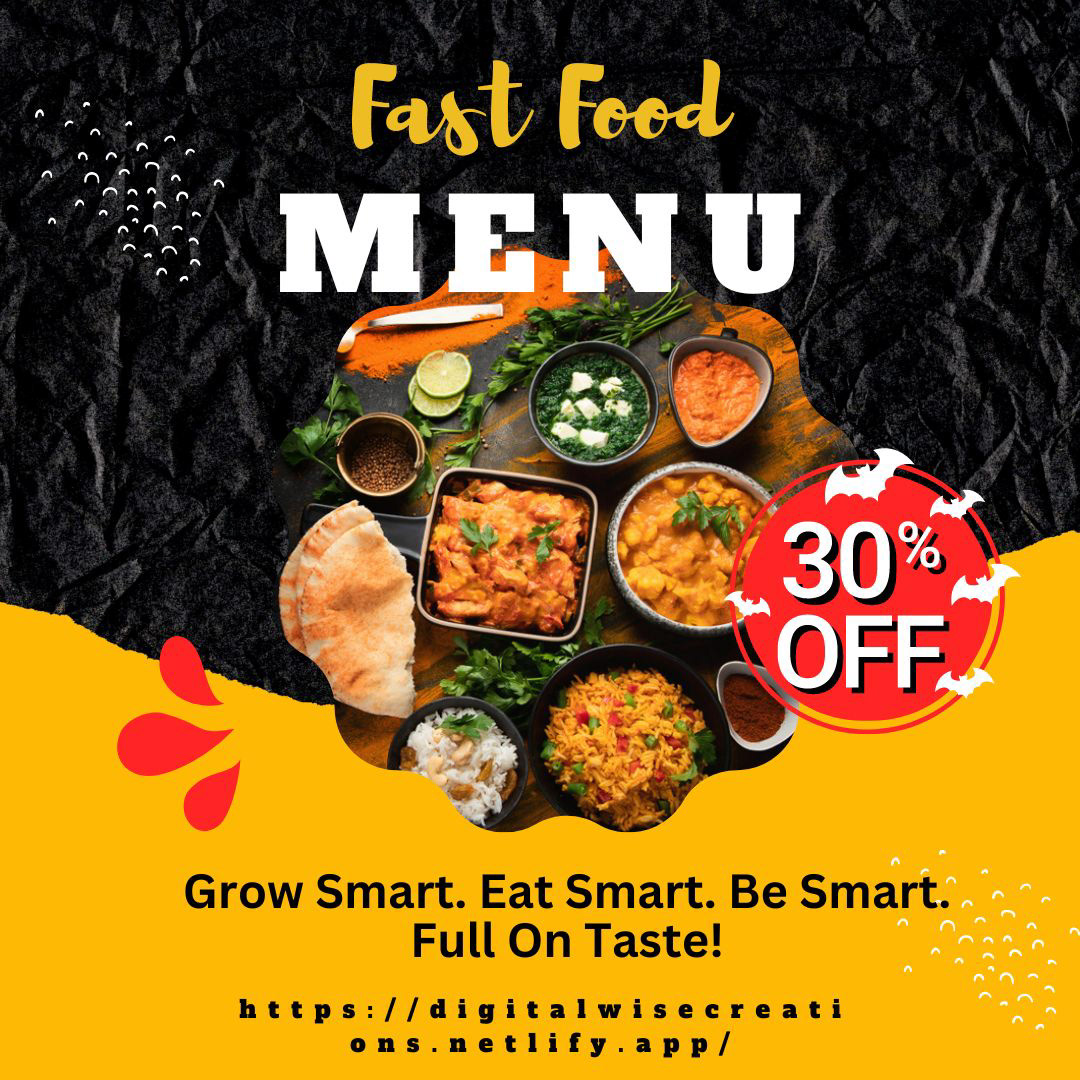 Fast Food
MENU
30%
OFF
Grow Smart. Eat Smart. Be Smart.
Full On Taste!
https://digitalwisecreati
ons.netlify.app/